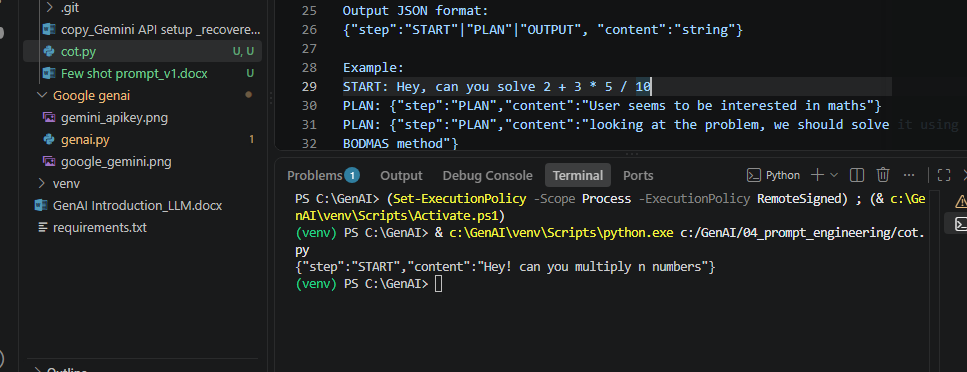 .git
copy_Gemini API setup _recovere...
cot.py U, U
Few shot prompt_v1.docx U
Google genai
gemini_apikey.png
genai.py 1
google_gemini.png
venv
GenAI Introduction_LLM.docx
requirements.txt
25 Output JSON format:
26 {"step":"START"|"PLAN"|"OUTPUT", "content":"string"}
27
28 Example:
29 START: Hey, can you solve 2 + 3 * 5 / 10
30 PLAN: {"step":"PLAN","content":"User seems to be interested in maths"}
31 PLAN: {"step":"PLAN","content":"looking at the problem, we should solve it using
32 BODMAS method"}
Problems 1 Output Debug Console Terminal Ports Python
PS C:\GenAI> (Set-ExecutionPolicy -Scope Process -ExecutionPolicy RemoteSigned) ; (& c:\Ge
nAI\venv\Scripts\Activate.ps1)
(venv) PS C:\GenAI> & c:\GenAI\venv\Scripts\python.exe c:/GenAI/04_prompt_engineering/cot.
py
{"step":"START","content":"Hey! can you multiply n numbers"}
(venv) PS C:\GenAI>